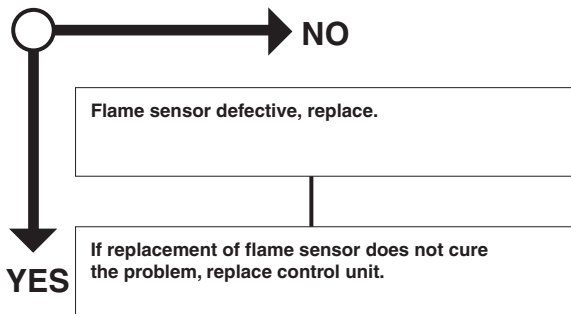 NO
Flame sensor defective, replace.
If replacement of flame sensor does not cure
the problem, replace control unit.
YES